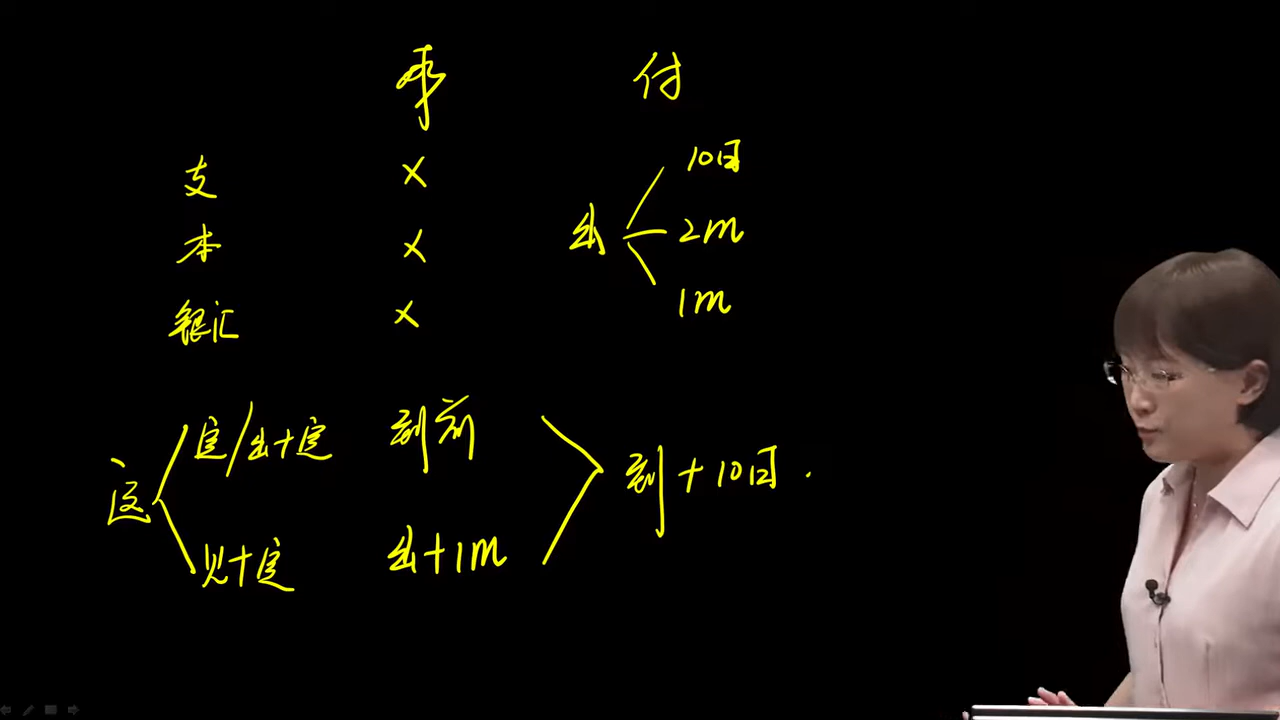 承 付
支 × 10日
本 × 出 2m
银汇 × 1m
定/出+定 到前
远 到+10日
见+定 出+1m